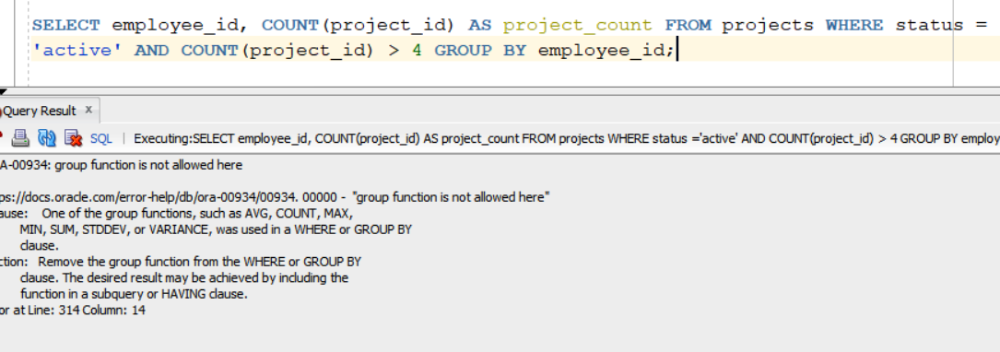 SELECT employee_id, COUNT(project_id) AS project_count FROM projects WHERE status =
'active' AND COUNT(project_id) > 4 GROUP BY employee_id;
Query Result x
SQL | Executing:SELECT employee_id, COUNT(project_id) AS project_count FROM projects WHERE status ='active' AND COUNT(project_id) > 4 GROUP BY employ
A-00934: group function is not allowed here
ps://docs.oracle.com/error-help/db/ora-00934/00934. 00000 - "group function is not allowed here"
ause: One of the group functions, such as AVG, COUNT, MAX,
MIN, SUM, STDDEV, or VARIANCE, was used in a WHERE or GROUP BY
clause.
ction: Remove the group function from the WHERE or GROUP BY
clause. The desired result may be achieved by including the
function in a subquery or HAVING clause.
or at Line: 314 Column: 14